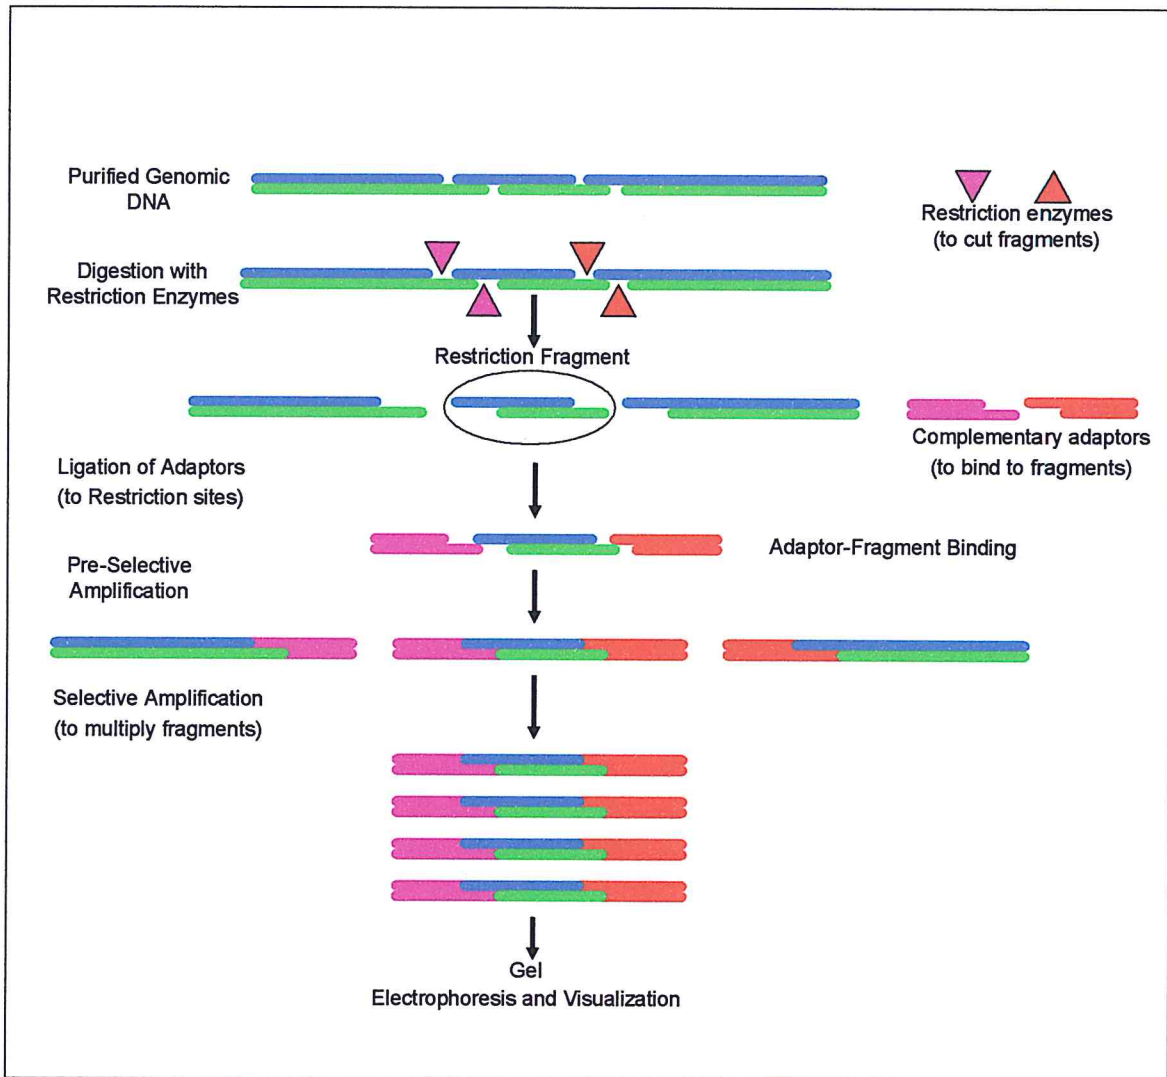 Purified Genomic
DNA
Restriction enzymes
(to cut fragments)
Digestion with
Restriction Enzymes
Restriction Fragment
Complementary adaptors
(to bind to fragments)
Ligation of Adaptors
(to Restriction sites)
Adaptor-Fragment Binding
Pre-Selective
Amplification
Selective Amplification
(to multiply fragments)
Gel
Electrophoresis and Visualization